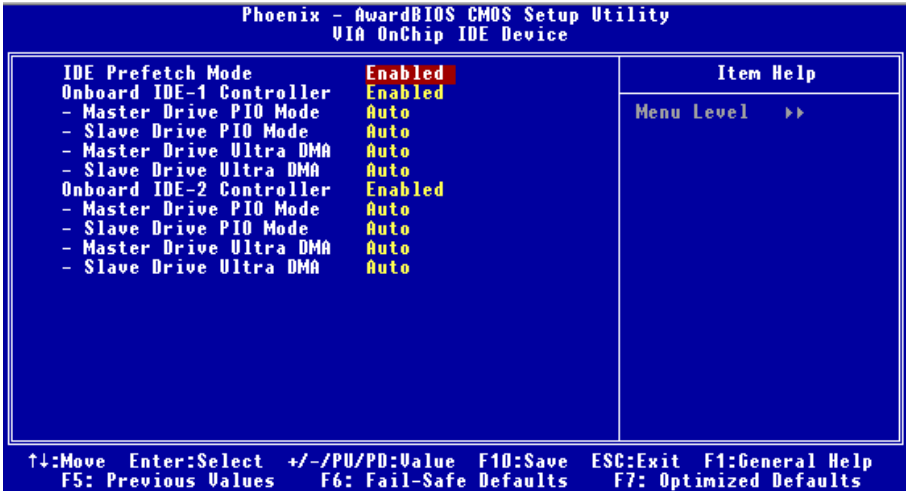 Phoenix - AwardBIOS CMOS Setup Utility
VIA OnChip IDE Device
IDE Prefetch Mode Enabled
Onboard IDE-1 Controller Enabled
- Master Drive PIO Mode Auto
- Slave Drive PIO Mode Auto
- Master Drive Ultra DMA Auto
- Slave Drive Ultra DMA Auto
Onboard IDE-2 Controller Enabled
- Master Drive PIO Mode Auto
- Slave Drive PIO Mode Auto
- Master Drive Ultra DMA Auto
- Slave Drive Ultra DMA Auto
Item Help
Menu Level ▸▸
↑↓:Move Enter:Select +/-/PU/PD:Value F10:Save ESC:Exit F1:General Help
F5: Previous Values F6: Fail-Safe Defaults F7: Optimized Defaults